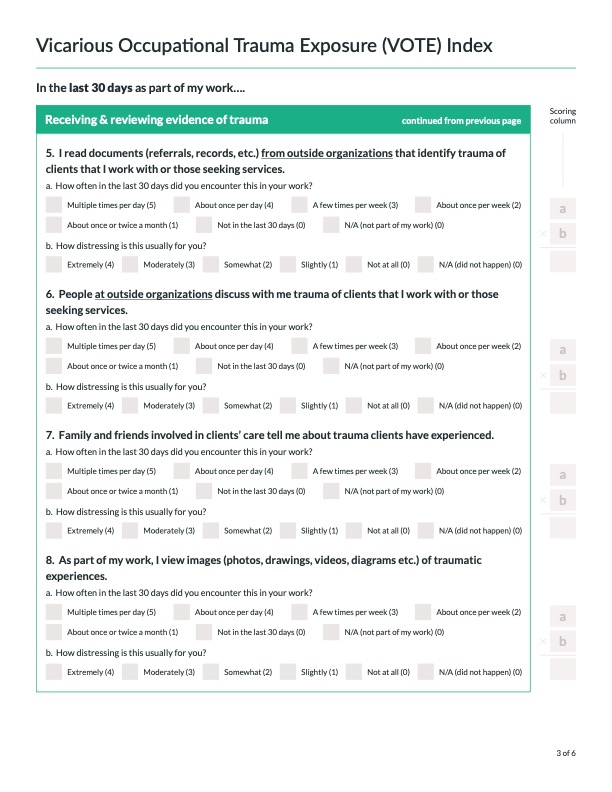 Vicarious Occupational Trauma Exposure (VOTE) Index
In the last 30 days as part of my work....
Receiving & reviewing evidence of trauma continued from previous page
Scoring
column
5. I read documents (referrals, records, etc.) from outside organizations that identify trauma of
clients that I work with or those seeking services.
a. How often in the last 30 days did you encounter this in your work?
Multiple times per day (5) About once per day (4) A few times per week (3) About once per week (2)
a
About once or twice a month (1) Not in the last 30 days (0) N/A (not part of my work) (0)
× b
b. How distressing is this usually for you?
Extremely (4) Moderately (3) Somewhat (2) Slightly (1) Not at all (0) N/A (did not happen) (0)
6. People at outside organizations discuss with me trauma of clients that I work with or those
seeking services.
a. How often in the last 30 days did you encounter this in your work?
Multiple times per day (5) About once per day (4) A few times per week (3) About once per week (2)
a
About once or twice a month (1) Not in the last 30 days (0) N/A (not part of my work) (0)
× b
b. How distressing is this usually for you?
Extremely (4) Moderately (3) Somewhat (2) Slightly (1) Not at all (0) N/A (did not happen) (0)
7. Family and friends involved in clients' care tell me about trauma clients have experienced.
a. How often in the last 30 days did you encounter this in your work?
Multiple times per day (5) About once per day (4) A few times per week (3) About once per week (2)
a
About once or twice a month (1) Not in the last 30 days (0) N/A (not part of my work) (0)
× b
b. How distressing is this usually for you?
Extremely (4) Moderately (3) Somewhat (2) Slightly (1) Not at all (0) N/A (did not happen) (0)
8. As part of my work, I view images (photos, drawings, videos, diagrams etc.) of traumatic
experiences.
a. How often in the last 30 days did you encounter this in your work?
Multiple times per day (5) About once per day (4) A few times per week (3) About once per week (2)
a
About once or twice a month (1) Not in the last 30 days (0) N/A (not part of my work) (0)
× b
b. How distressing is this usually for you?
Extremely (4) Moderately (3) Somewhat (2) Slightly (1) Not at all (0) N/A (did not happen) (0)
3 of 6